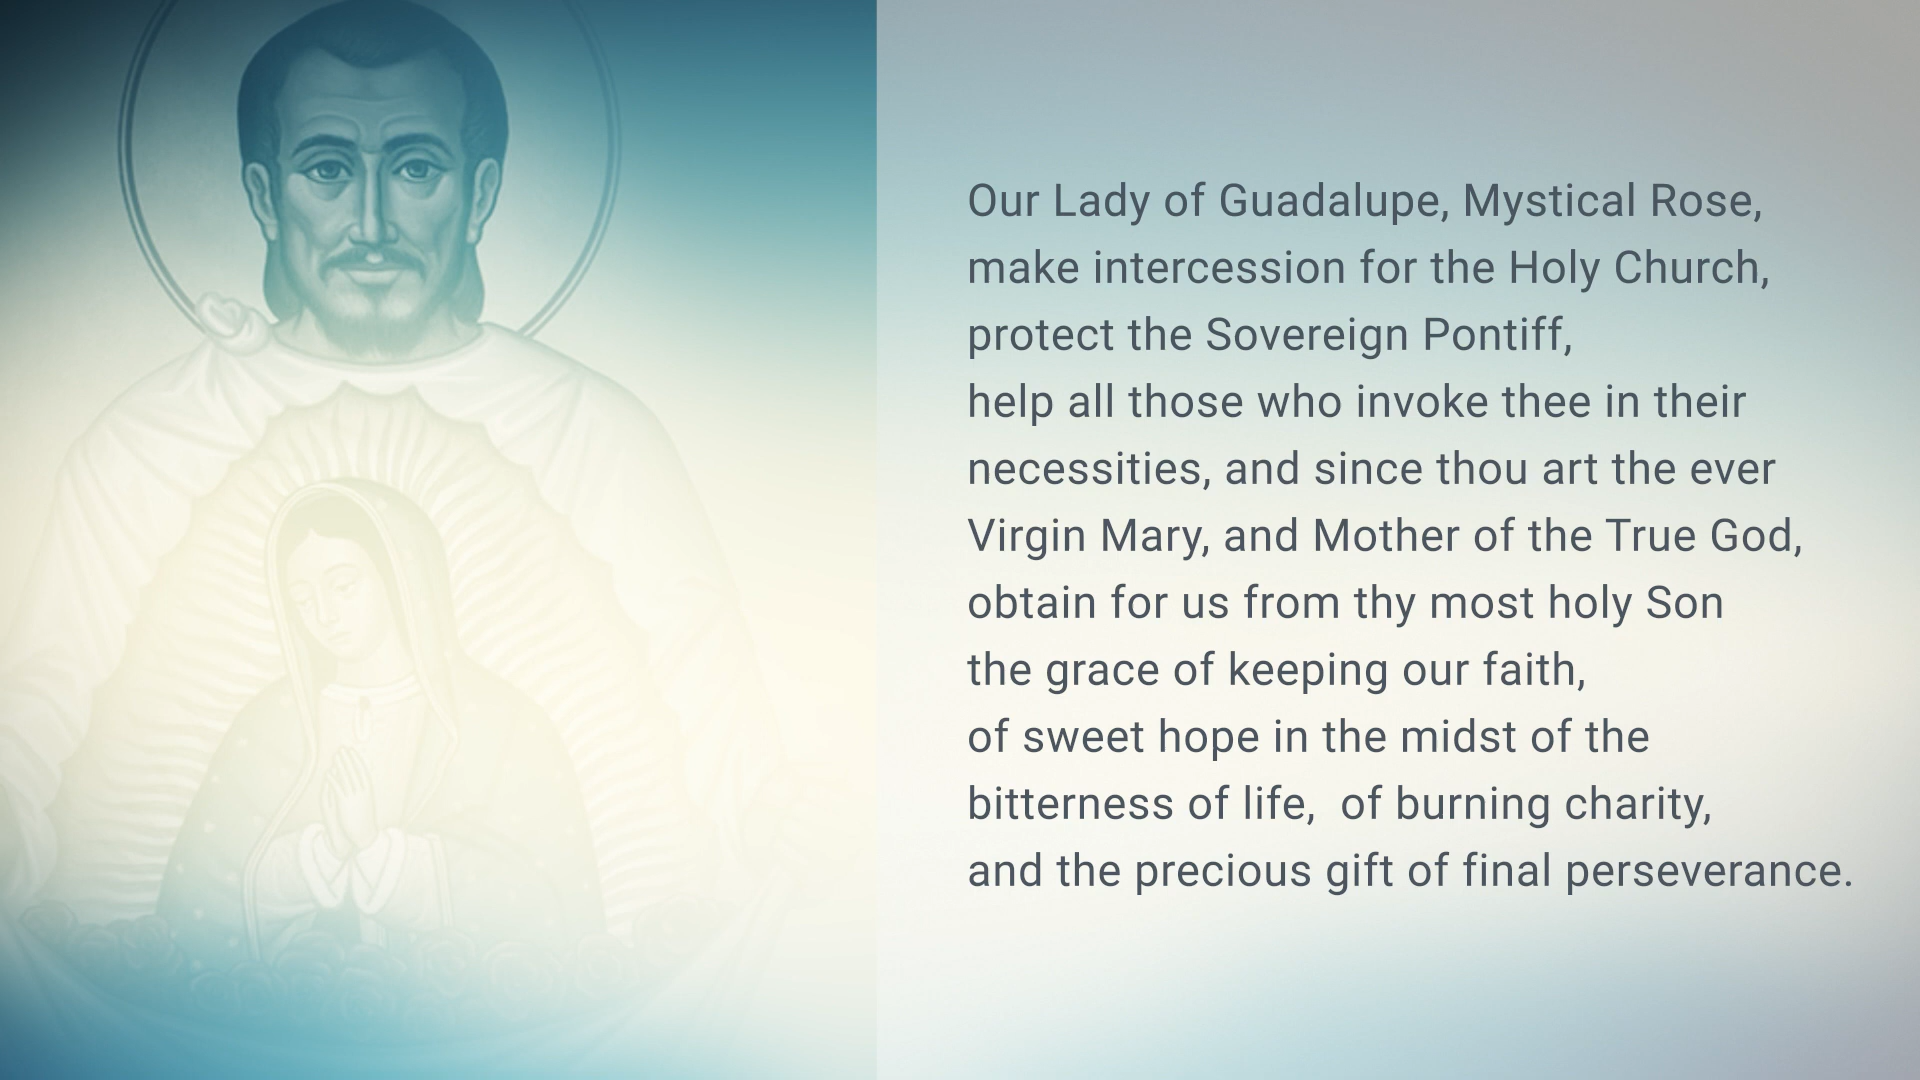 Our Lady of Guadalupe, Mystical Rose,
make intercession for the Holy Church,
protect the Sovereign Pontiff,
help all those who invoke thee in their
necessities, and since thou art the ever
Virgin Mary, and Mother of the True God,
obtain for us from thy most holy Son
the grace of keeping our faith,
of sweet hope in the midst of the
bitterness of life,  of burning charity,
and the precious gift of final perseverance.